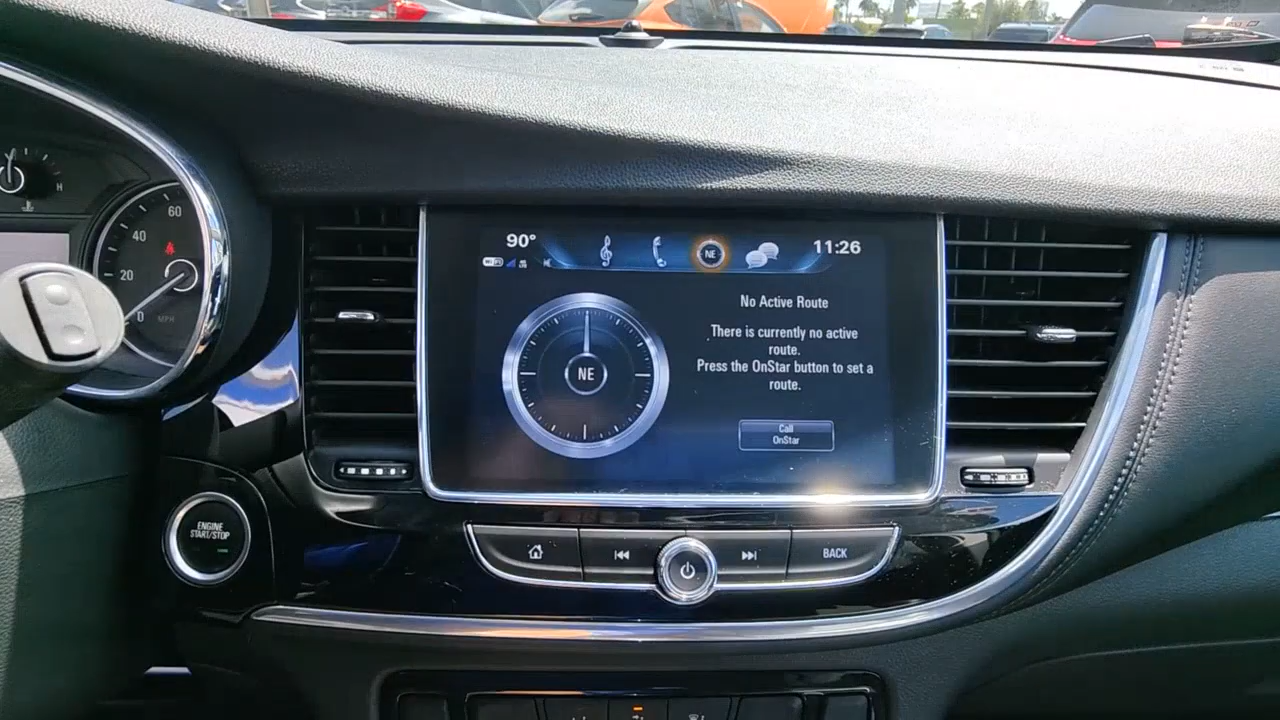 H
60
40
20
0
MPH
90°
NE
11:26
NE
No Active Route
There is currently no active
route.
Press the OnStar button to set a
route.
Call
OnStar
ENGINE
START/STOP
BACK